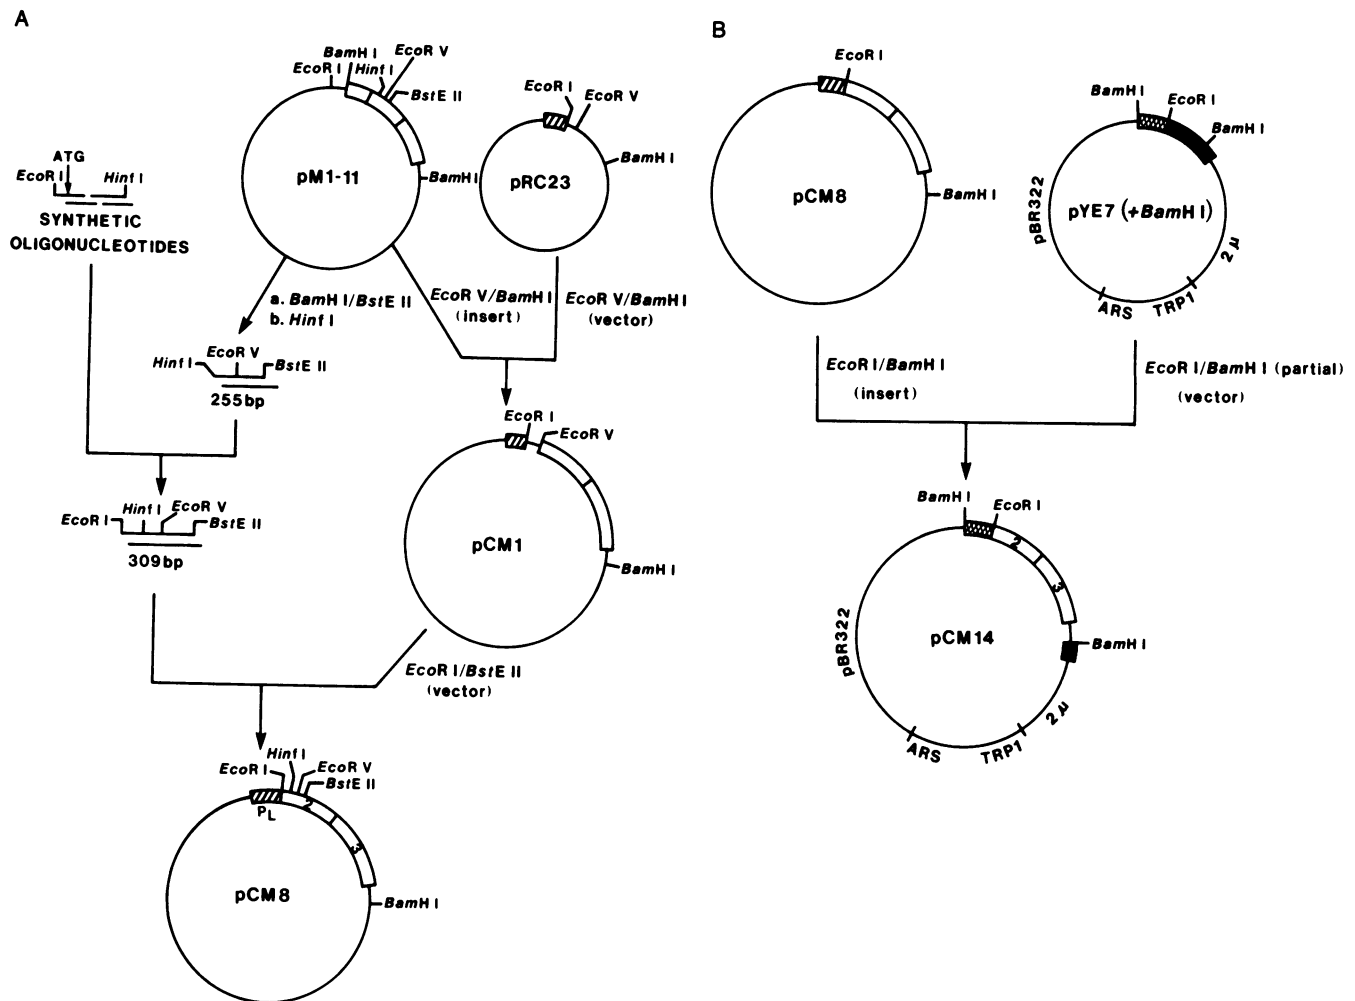 A
BamH I
EcoR V
EcoR I
Hinf I
BstE II
pM1-11
BamH I
EcoR I
EcoR V
BamH I
pRC23
ATG
EcoR I
Hinf I
SYNTHETIC
OLIGONUCLEOTIDES
a. BamH I/BstE II
b. Hinf I
EcoR V/BamH I
(insert)
EcoR V/BamH I
(vector)
EcoR V
Hinf I
BstE II
255bp
EcoR I
EcoR V
pCM1
BamH I
Hinf I
EcoR V
EcoR I
BstE II
309bp
EcoR I/BstE II
(vector)
Hinf I
EcoR I
EcoR V
BstE II
PL
2
3
pCM8
BamH I
B
EcoR I
pCM8
BamH I
BamH I
EcoR I
BamH I
pBR322
pYE7 (+BamH I)
2μ
ARS
TRP1
EcoR I/BamH I
(insert)
EcoR I/BamH I (partial)
(vector)
BamH I
EcoR I
2
3
pCM14
BamH I
pBR322
2μ
ARS
TRP1